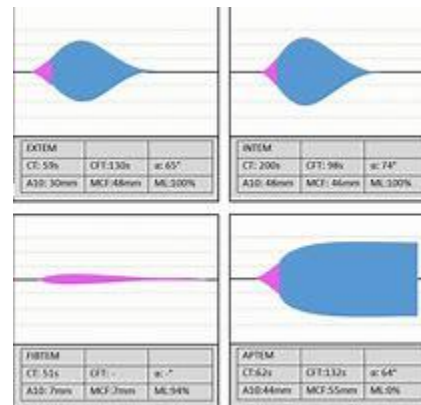 EXTEM
CT: 59s CFT:130s α: 65°
A10: 30mm MCF:48mm ML:100%
INTEM
CT: 200s CFT: 98s α: 74°
A10: 48mm MCF: 46mm ML:100%
FIBTEM
CT: 51s CFT: - α:-°
A10: 7mm MCF:7mm ML:94%
APTEM
CT:62s CFT:132s α: 64°
A10:44mm MCF:55mm ML:0%